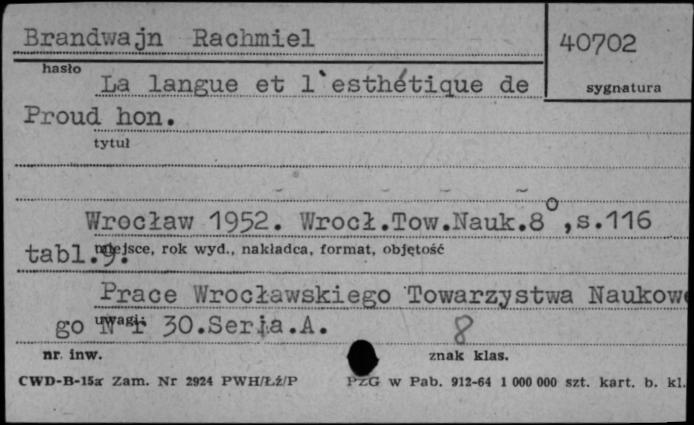 Brandwajn Rachmiel
40702
hasło
sygnatura
La langue et l'esthétique de
Proud hon.
tytuł
Wrocław 1952. Wrocł.Tow.Nauk.8°,s.116
miejsce, rok wyd., nakładca, format, objętość
tabl.9.
Prace Wrocławskiego Towarzystwa Naukowe
uwagi:
go Nr 30.Serja.A.
8
nr. inw.
znak klas.
CWD-B-15a Zam. Nr 2924 PWH/Łź/P PZG w Pab. 912-64 1 000 000 szt. kart. b. kl.